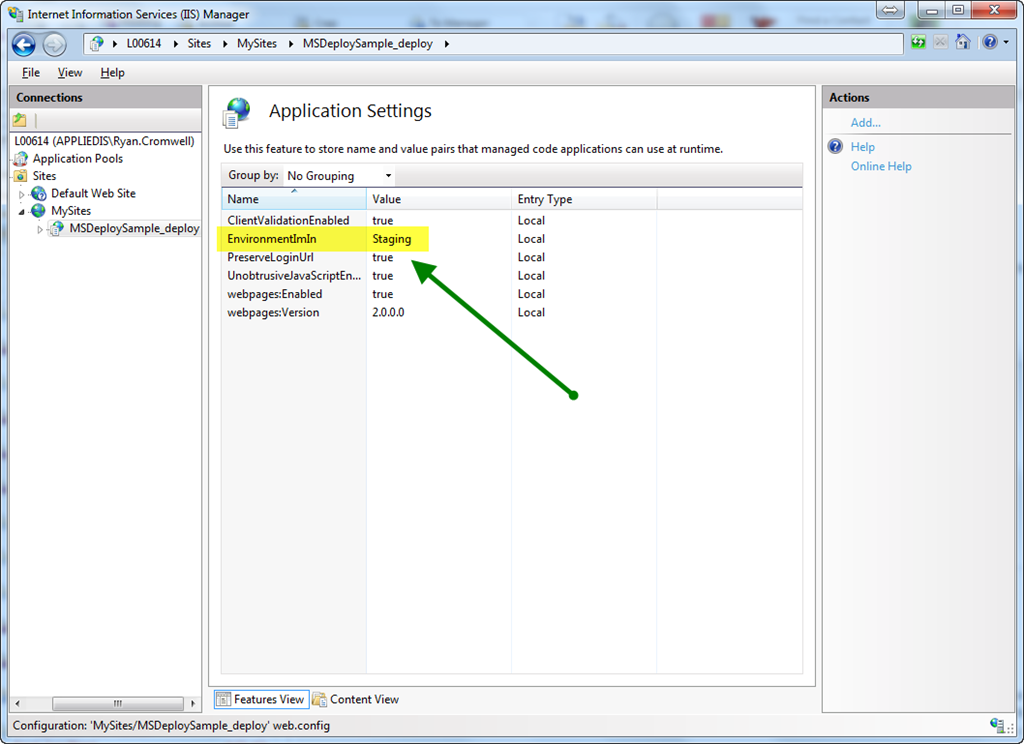 Internet Information Services (IIS) Manager
L00614 Sites MySites MSDeploySample_deploy
File View Help
Connections
L00614 (APPLIEDIS\Ryan.Cromwell)
Application Pools
Sites
Default Web Site
MySites
MSDeploySample_deploy
Application Settings
Use this feature to store name and value pairs that managed code applications can use at runtime.
Group by: No Grouping
Name Value Entry Type
ClientValidationEnabled true Local
EnvironmentImIn Staging Local
PreserveLoginUrl true Local
UnobtrusiveJavaScriptEn... true Local
webpages:Enabled true Local
webpages:Version 2.0.0.0 Local
Features View Content View
Actions
Add...
Help
Online Help
Configuration: 'MySites/MSDeploySample_deploy' web.config